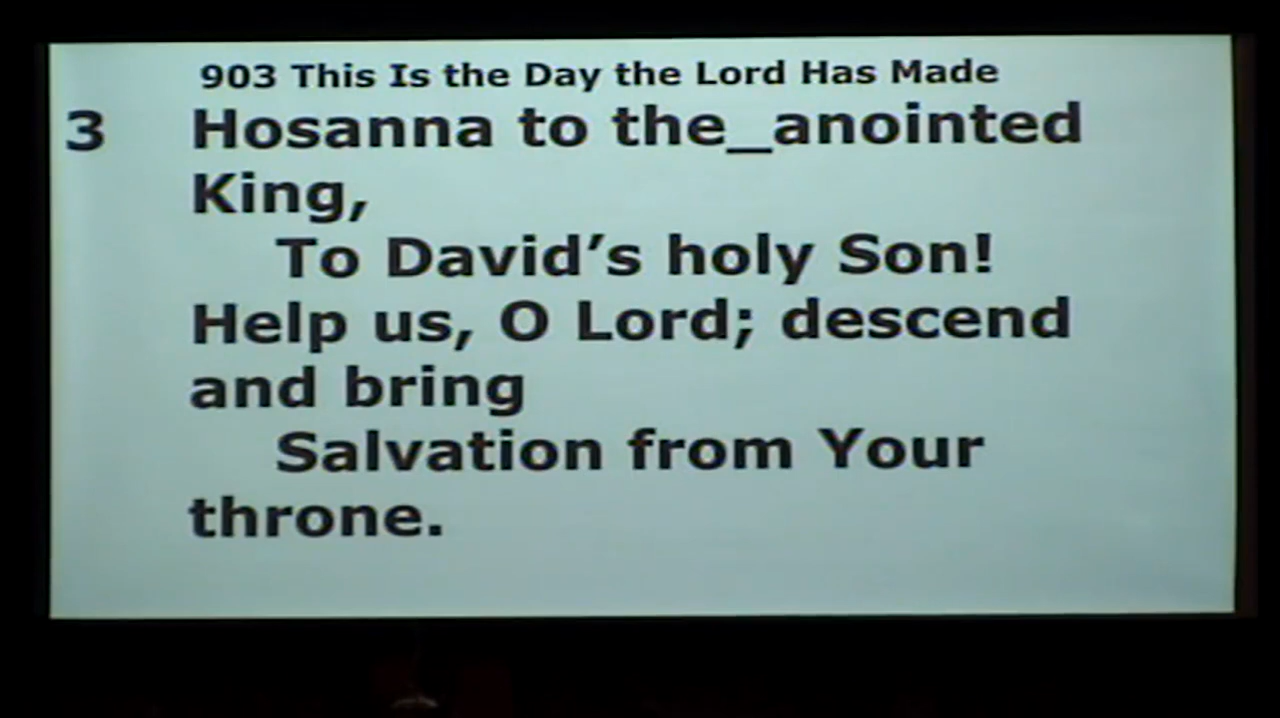 903 This Is the Day the Lord Has Made
3 Hosanna to the_anointed
King,
To David’s holy Son!
Help us, O Lord; descend
and bring
Salvation from Your
throne.